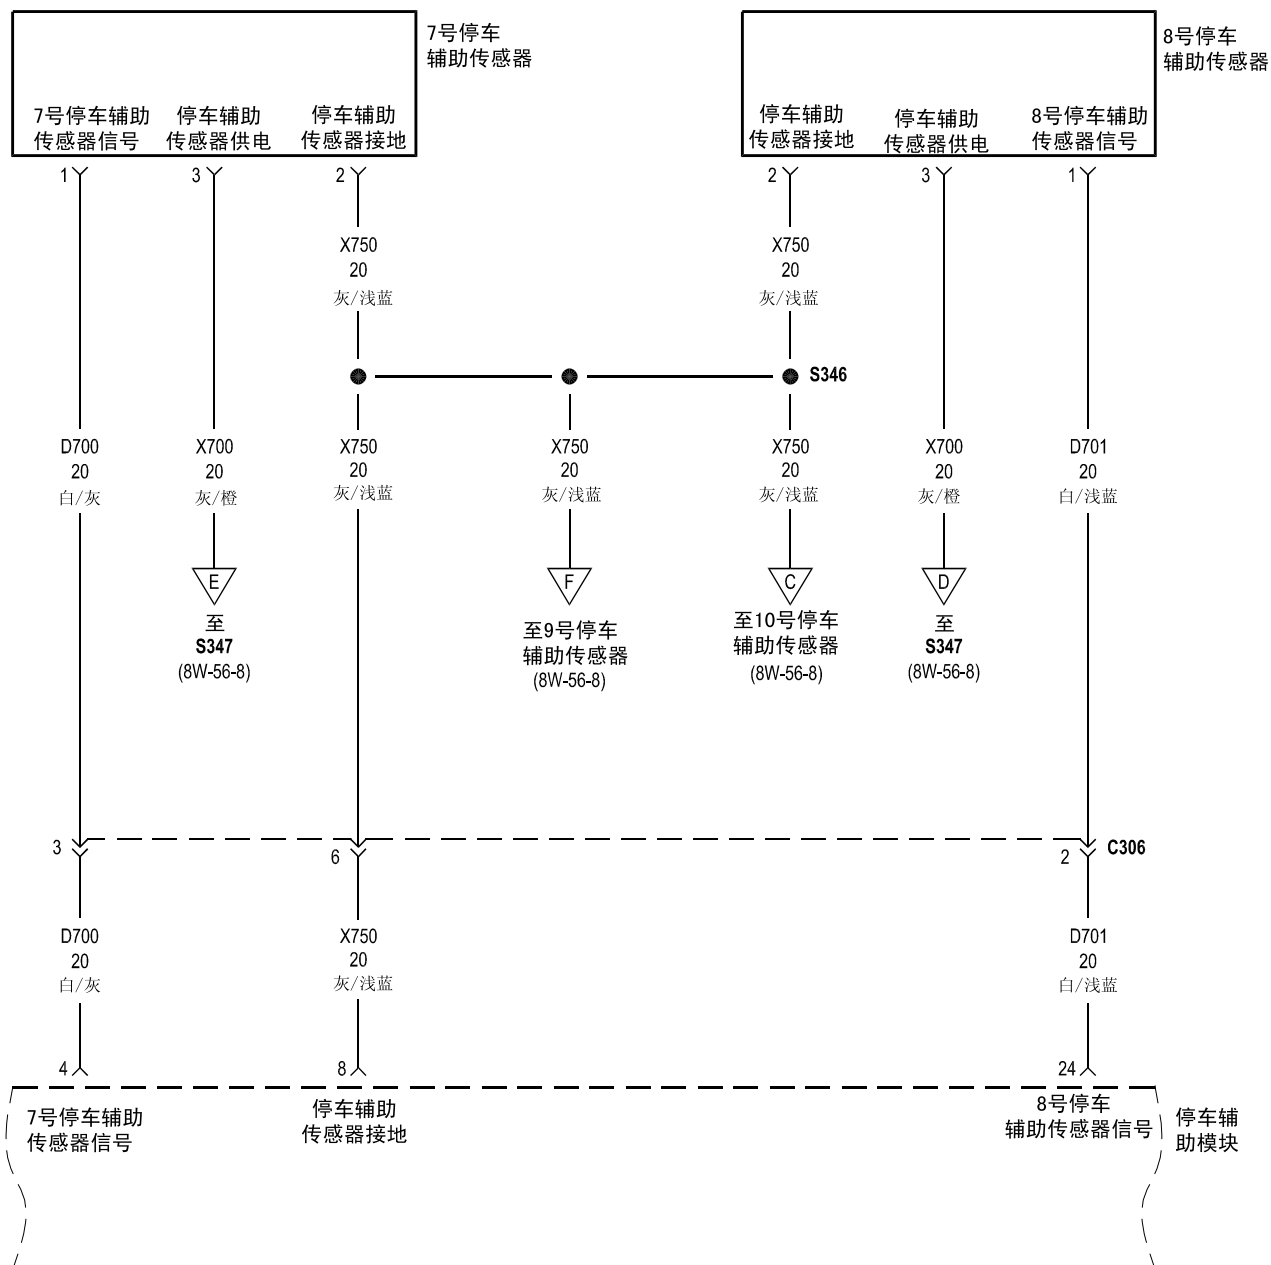 7号停车
辅助传感器
8号停车
辅助传感器
7号停车辅助
传感器信号
停车辅助
传感器供电
停车辅助
传感器接地
停车辅助
传感器接地
停车辅助
传感器供电
8号停车辅助
传感器信号
1
3
2
2
3
1
X750
20
灰/浅蓝
X750
20
灰/浅蓝
S346
D700
20
白/灰
X700
20
灰/橙
X750
20
灰/浅蓝
X750
20
灰/浅蓝
X750
20
灰/浅蓝
X700
20
灰/橙
D701
20
白/浅蓝
E
至
S347
(8W-56-8)
F
至9号停车
辅助传感器
(8W-56-8)
C
至10号停车
辅助传感器
(8W-56-8)
D
至
S347
(8W-56-8)
3
6
2
C306
D700
20
白/灰
X750
20
灰/浅蓝
D701
20
白/浅蓝
4
8
24
7号停车辅助
传感器信号
停车辅助
传感器接地
8号停车
辅助传感器信号
停车辅
助模块